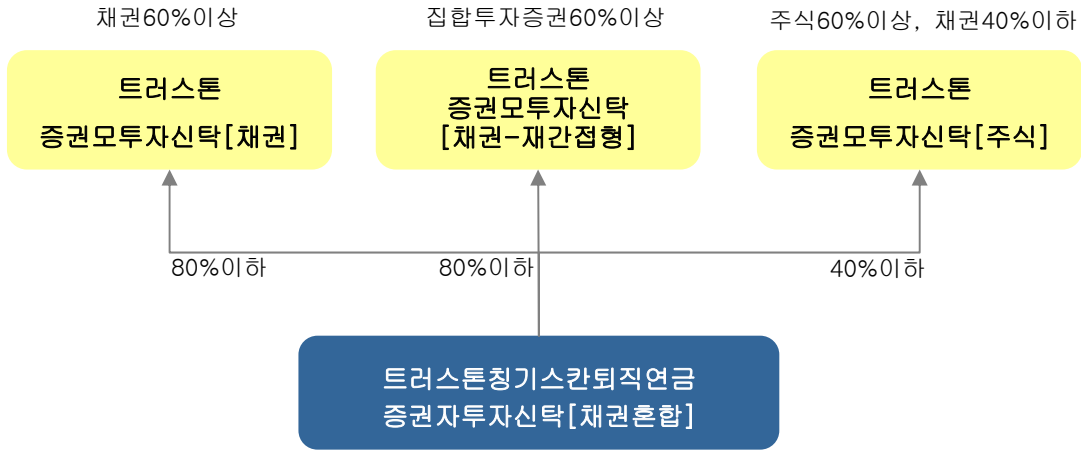 채권60%이상
집합투자증권60%이상
주식60%이상, 채권40%이하
트러스톤
증권모투자신탁[채권]
트러스톤
증권모투자신탁
[채권-재간접형]
트러스톤
증권모투자신탁[주식]
80%이하
80%이하
40%이하
트러스톤칭기스칸퇴직연금
증권자투자신탁[채권혼합]